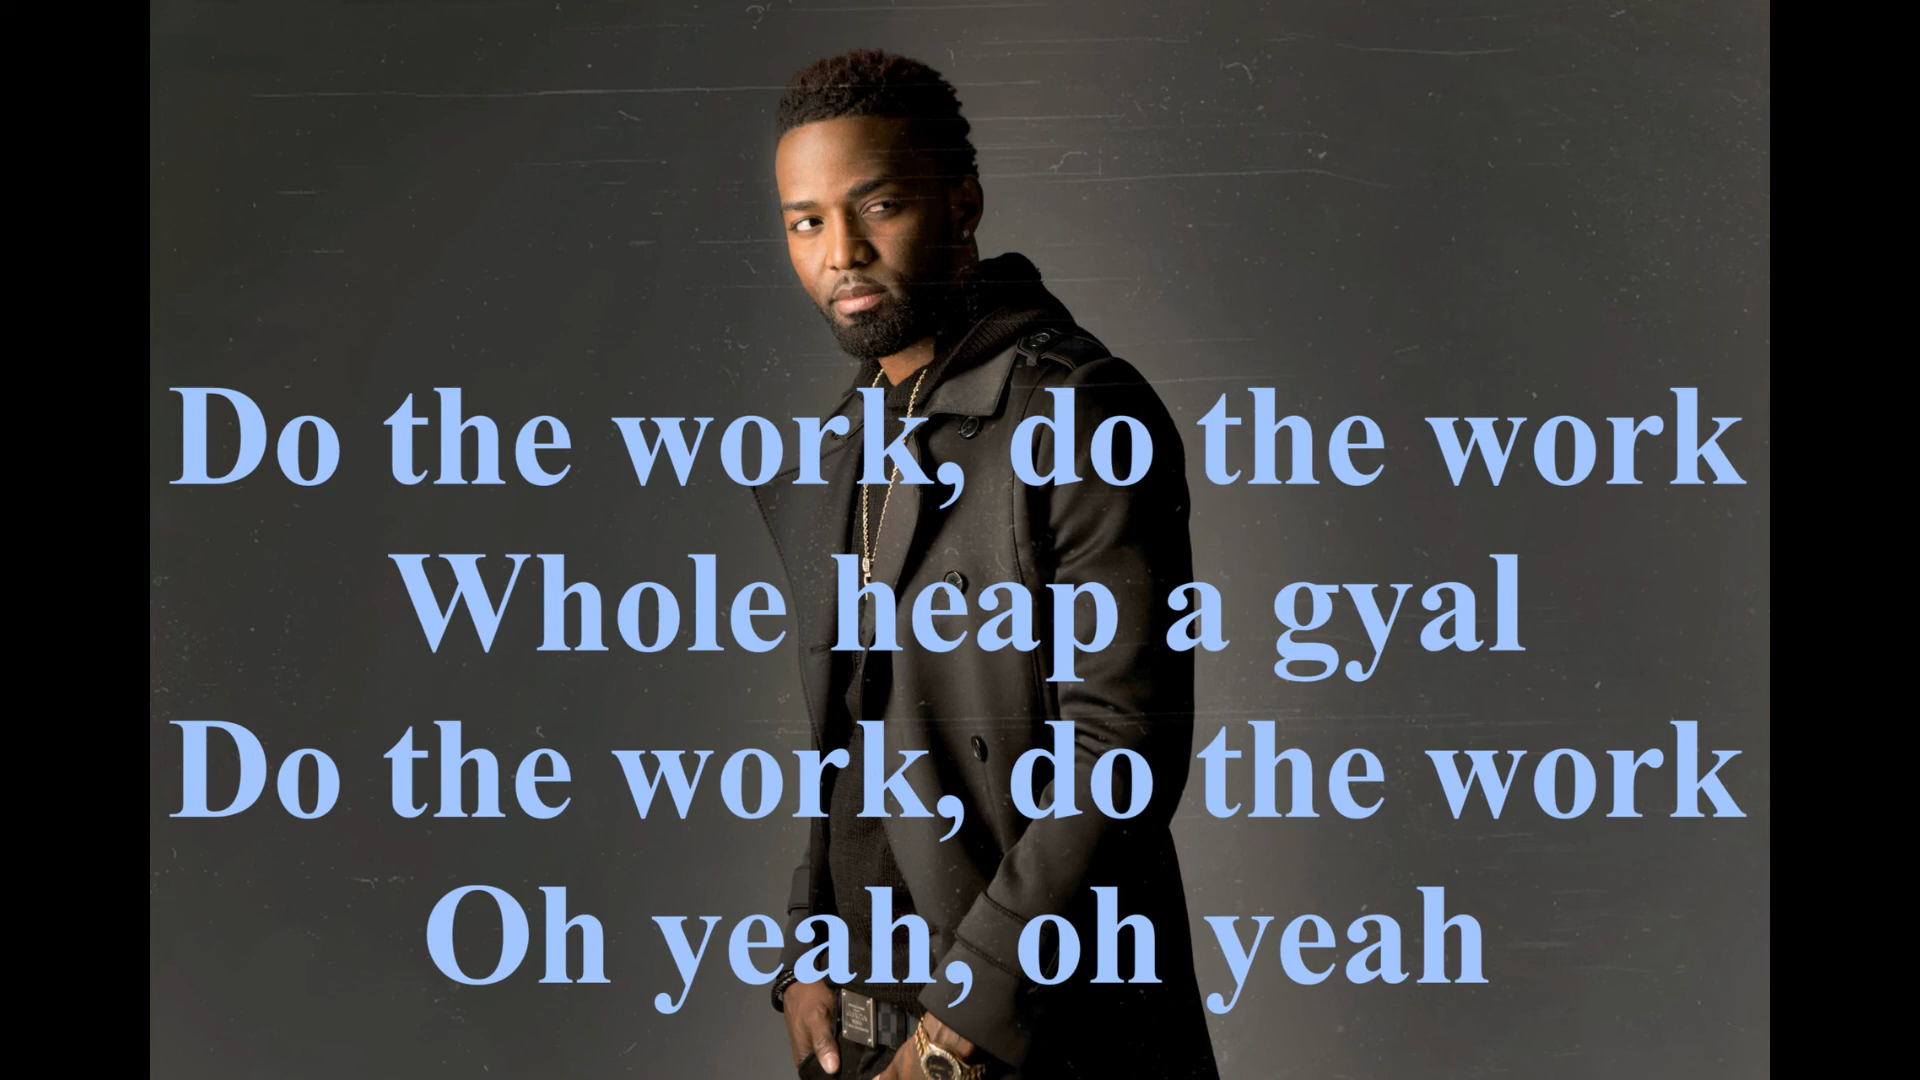 Do the work, do the work
Whole heap a gyal
Do the work, do the work
Oh yeah, oh yeah